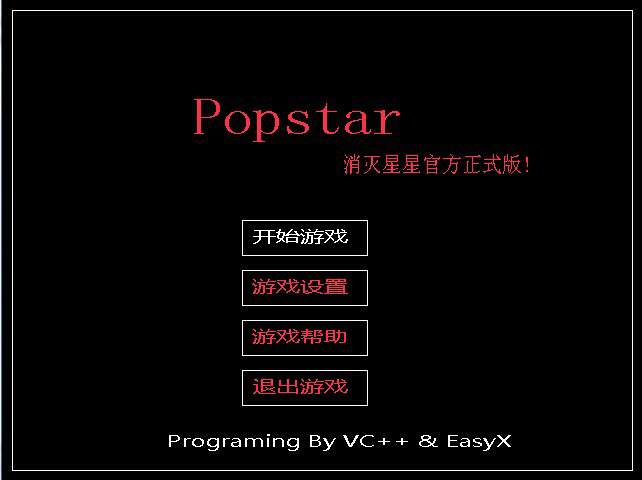 Popstar
消灭星星官方正式版!
开始游戏
游戏设置
游戏帮助
退出游戏
Programing By VC++ & EasyX